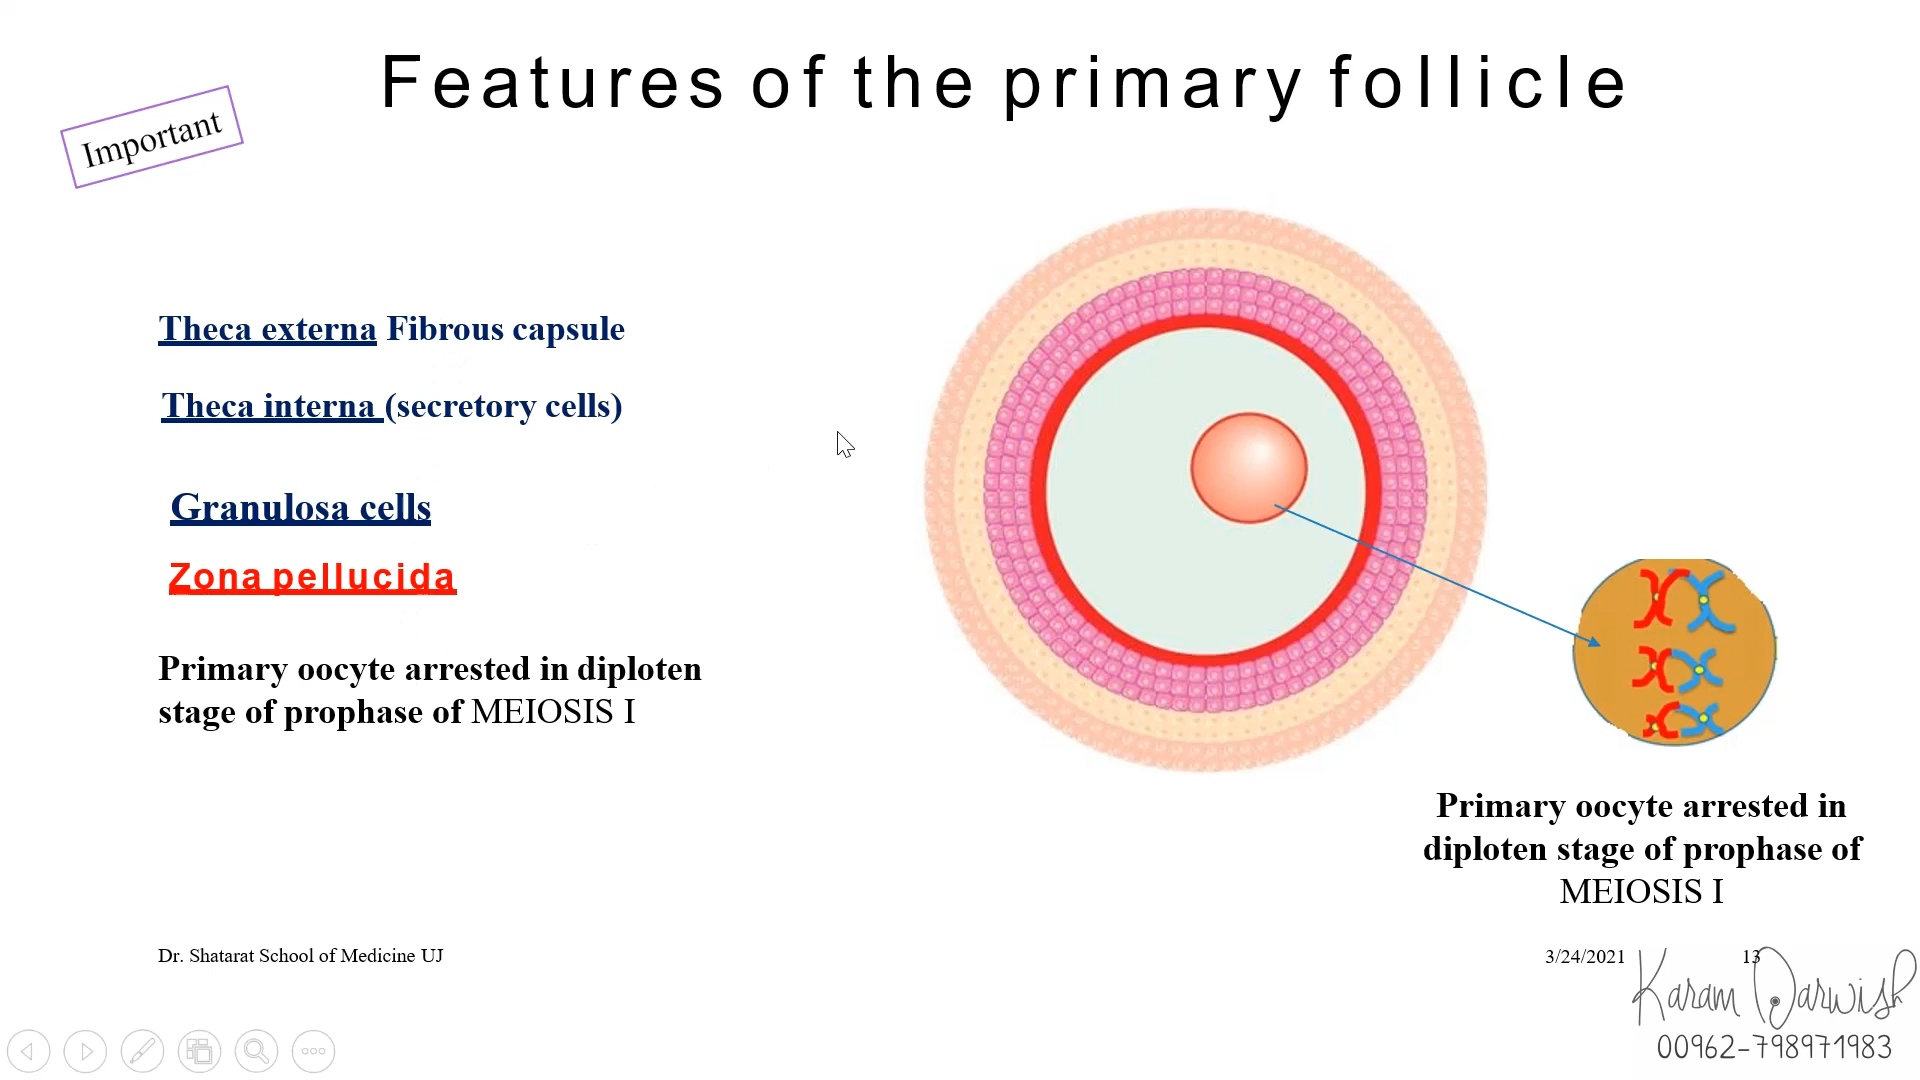 Features of the primary follicle
Important
Theca externa Fibrous capsule
Theca interna (secretory cells)
Granulosa cells
Zona pellucida
Primary oocyte arrested in diploten
stage of prophase of MEIOSIS I
Primary oocyte arrested in
diploten stage of prophase of
MEIOSIS I
Dr. Shatarat School of Medicine UJ
3/24/2021
13
Karam Darwish
00962-798971983